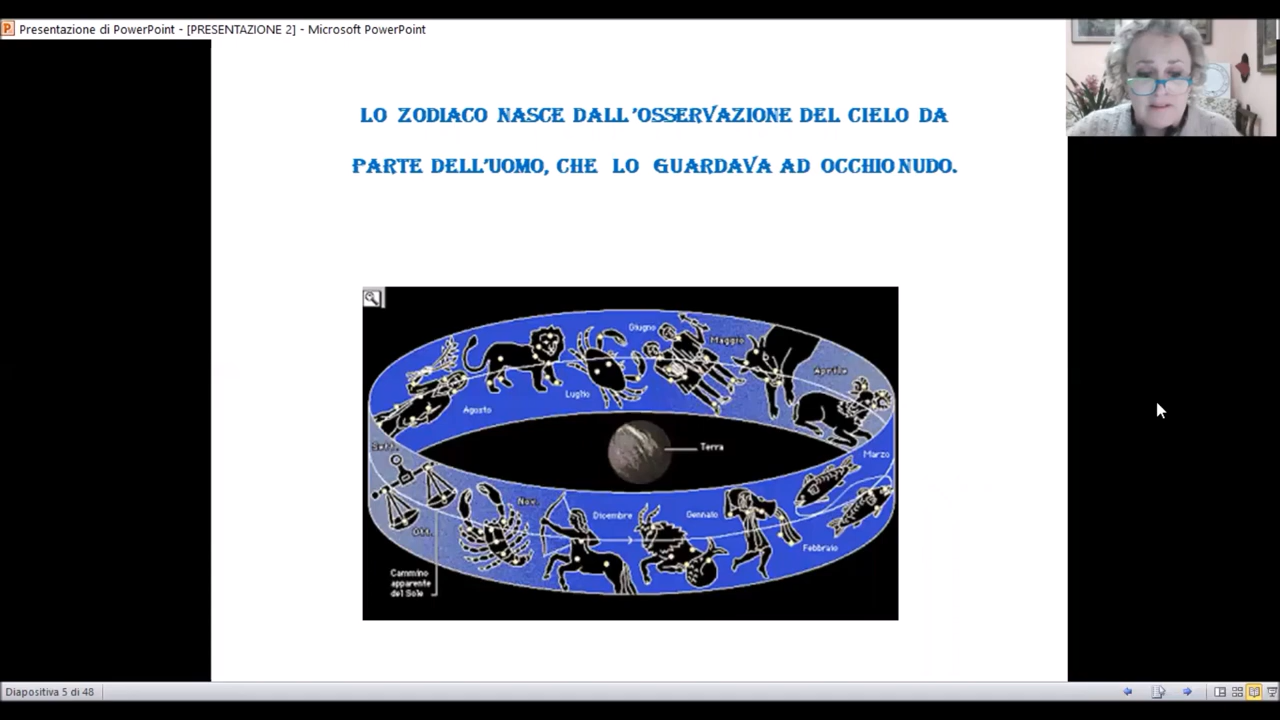 Presentazione di PowerPoint - [PRESENTAZIONE 2] - Microsoft PowerPoint
LO ZODIACO NASCE DALL'OSSERVAZIONE DEL CIELO DA
PARTE DELL'UOMO, CHE LO GUARDAVA AD OCCHIO NUDO.
Giugno
Maggio
Aprile
Luglio
Agosto
Sett.
Terra
Marzo
Nov.
Dicembre
Gennaio
Ott.
Febbraio
Cammino
apparente
del Sole
Diapositiva 5 di 48